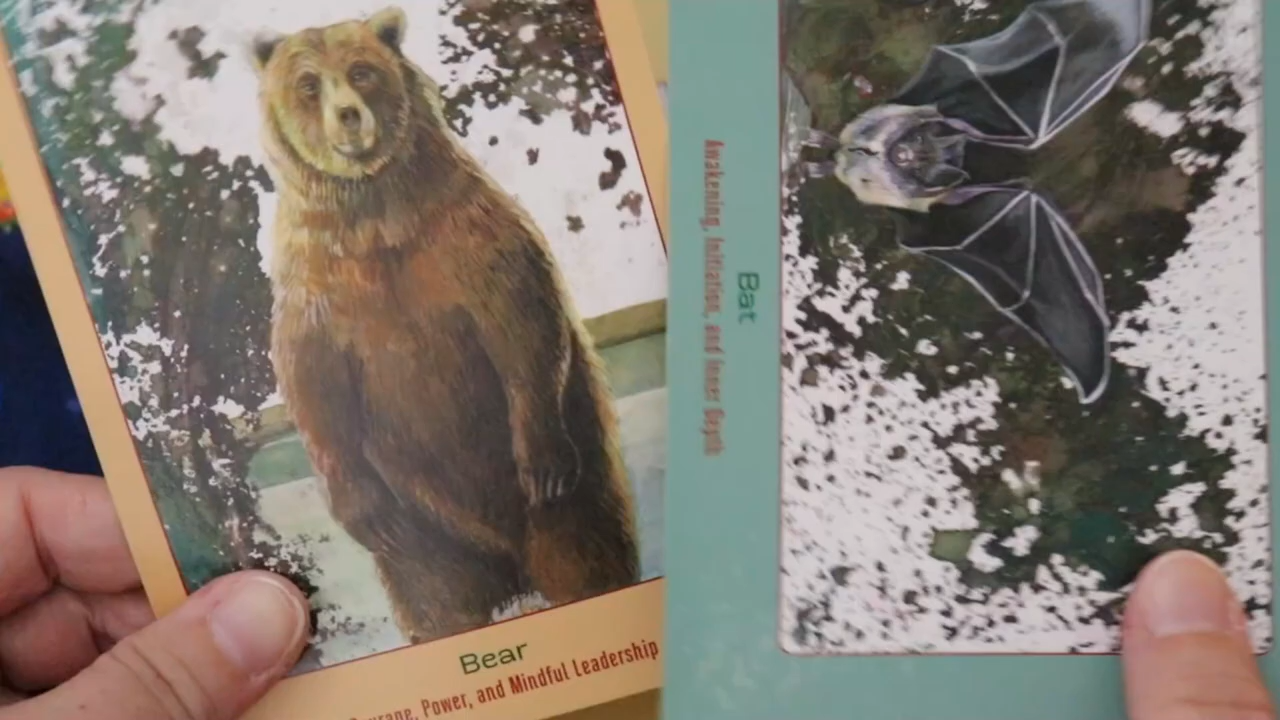 Bear
Power, and Mindful Leadership
Bat
Awakening, Initiation, and Inner Depth